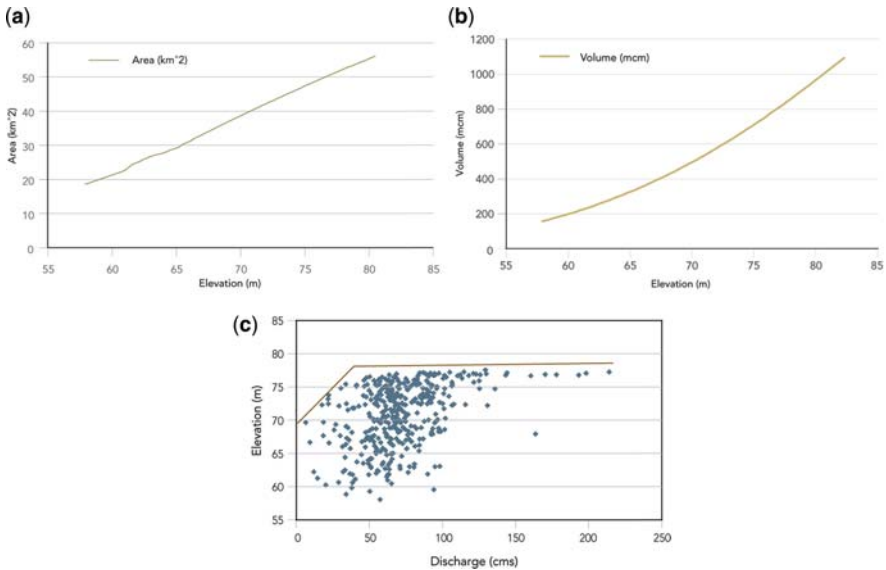 (a)
60
50
40
30
20
10
0
Area (km^2)
Area (km^2)
55 60 65 70 75 80 85
Elevation (m)
(b)
1200
1000
800
600
400
200
0
Volume (mcm)
Volume (mcm)
55 60 65 70 75 80 85
Elevation (m)
(c)
85
80
75
70
65
60
55
Elevation (m)
0 50 100 150 200 250
Discharge (cms)